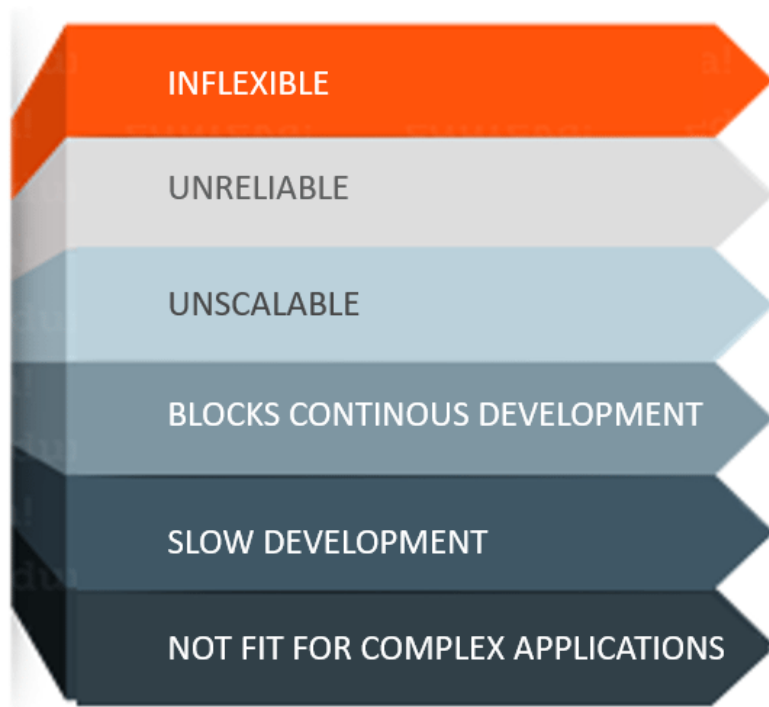 INFLEXIBLE
UNRELIABLE
UNSCALABLE
BLOCKS CONTINOUS DEVELOPMENT
SLOW DEVELOPMENT
NOT FIT FOR COMPLEX APPLICATIONS